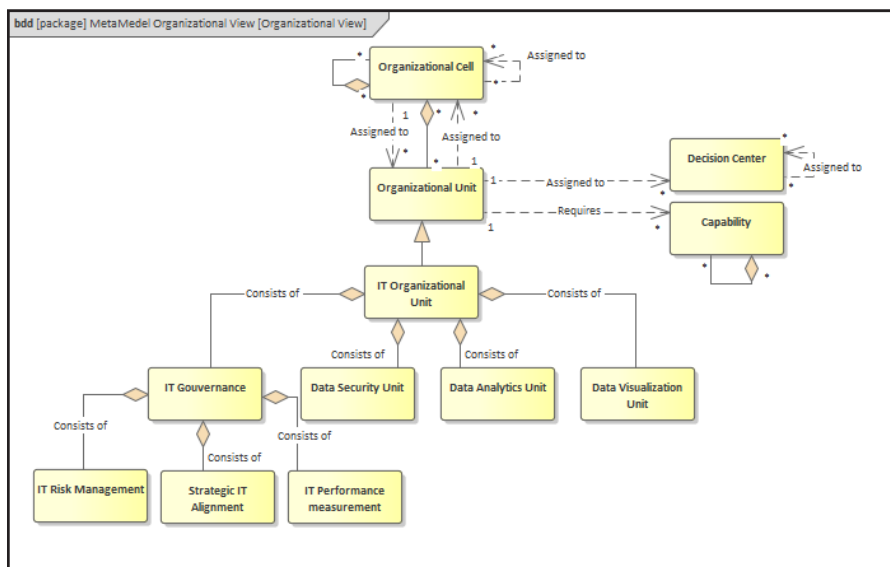 bdd [package] MetaMedel Organizational View [Organizational View]
*
*
Organizational Cell
Assigned to
*
*
*
1
*
*
Assigned to
Assigned to
*
*
1
Organizational Unit
1
Assigned to
*
*
Decision Center
*
Assigned to
1
Requires
*
Capability
*
*
IT Organizational
Unit
Consists of
Consists of
Consists of
Consists of
IT Gouvernance
Data Security Unit
Data Analytics Unit
Data Visualization
Unit
Consists of
Consists of
Consists of
IT Risk Management
Strategic IT
Alignment
IT Performance
measurement